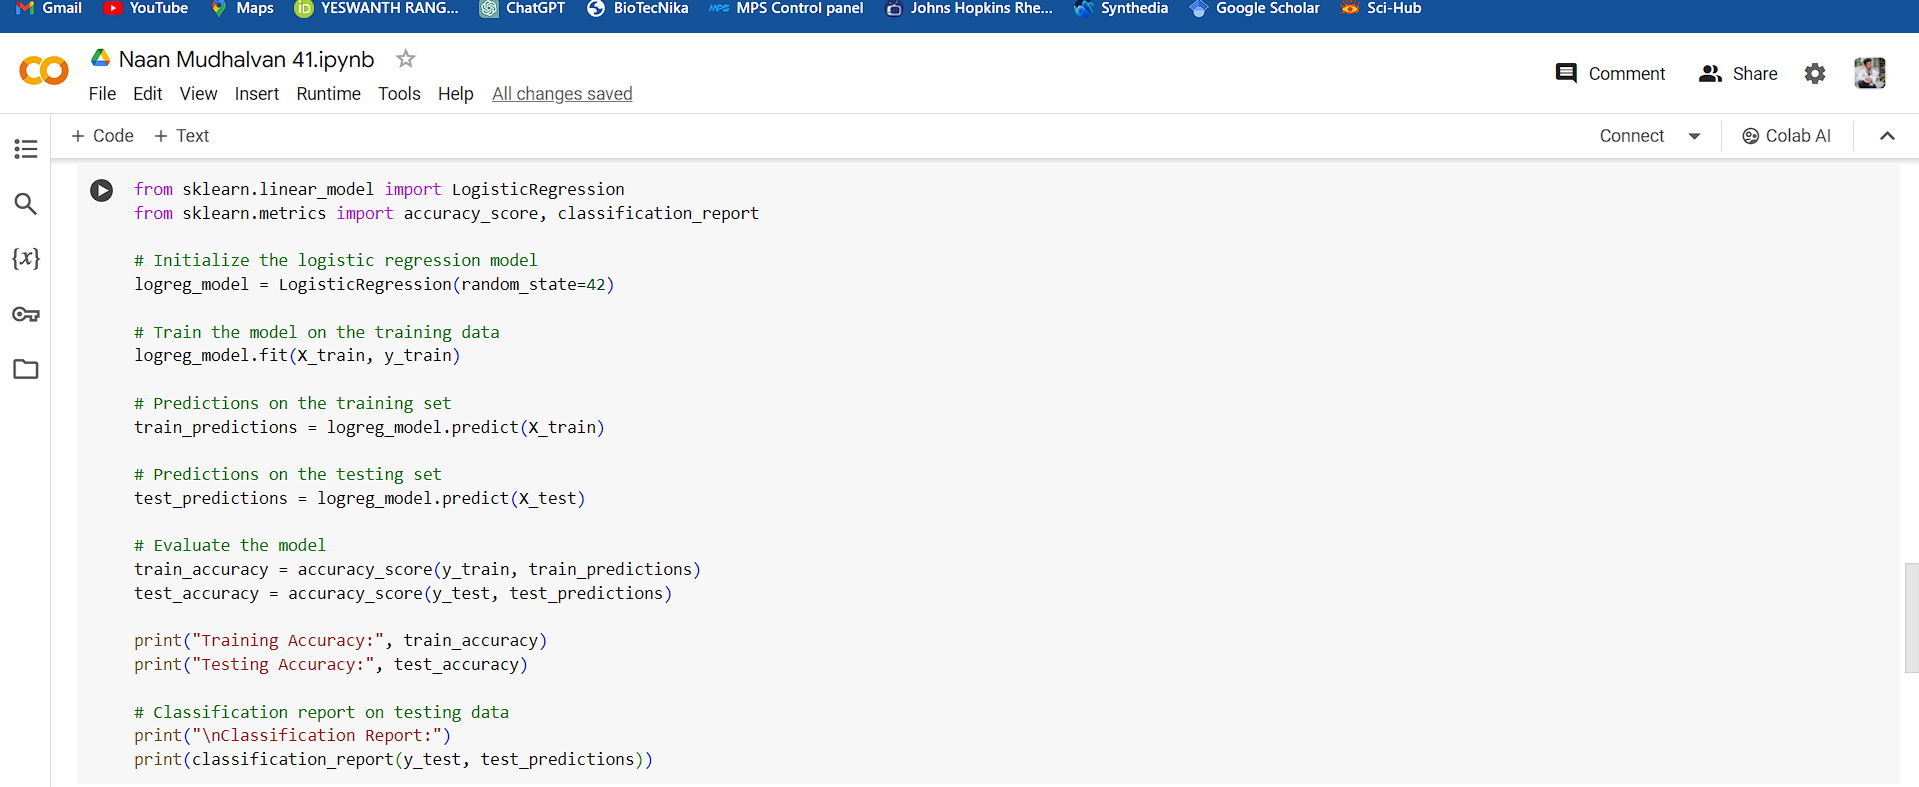 Gmail YouTube Maps YESWANTH RANG... ChatGPT BioTecNika MPS MPS Control panel Johns Hopkins Rhe... Synthedia Google Scholar Sci-Hub
CO Naan Mudhalvan 41.ipynb
File Edit View Insert Runtime Tools Help All changes saved
Comment Share
+ Code + Text
Connect Colab AI
{x}
from sklearn.linear_model import LogisticRegression
from sklearn.metrics import accuracy_score, classification_report
# Initialize the logistic regression model
logreg_model = LogisticRegression(random_state=42)
# Train the model on the training data
logreg_model.fit(X_train, y_train)
# Predictions on the training set
train_predictions = logreg_model.predict(X_train)
# Predictions on the testing set
test_predictions = logreg_model.predict(X_test)
# Evaluate the model
train_accuracy = accuracy_score(y_train, train_predictions)
test_accuracy = accuracy_score(y_test, test_predictions)
print("Training Accuracy:", train_accuracy)
print("Testing Accuracy:", test_accuracy)
# Classification report on testing data
print("\nClassification Report:")
print(classification_report(y_test, test_predictions))